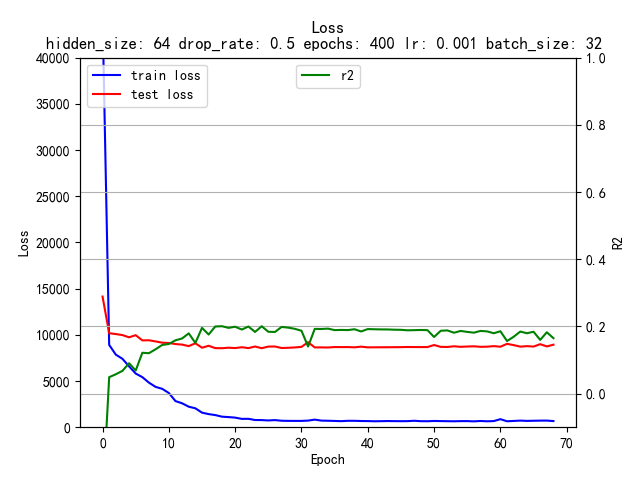 Loss
hidden_size: 64 drop_rate: 0.5 epochs: 400 lr: 0.001 batch_size: 32
train loss
test loss
r2
40000
35000
30000
25000
20000
15000
10000
5000
0
Loss
1.0
0.8
0.6
0.4
0.2
0.0
R2
0 10 20 30 40 50 60 70
Epoch